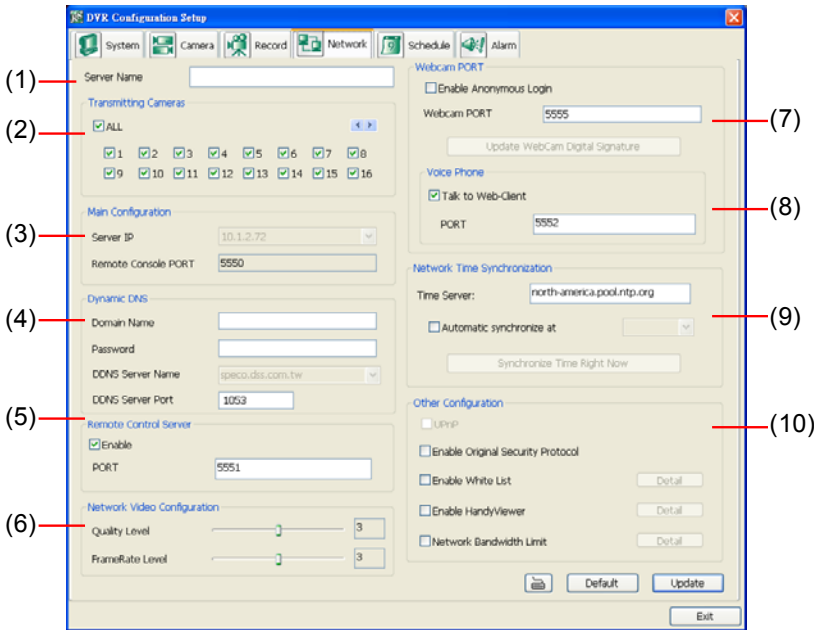 DVR Configuration Setup
System Camera Record Network Schedule Alarm
(1)
Server Name
(2)
Transmitting Cameras
ALL
1 2 3 4 5 6 7 8
9 10 11 12 13 14 15 16
(3)
Main Configuration
Server IP 10.1.2.72
Remote Console PORT 5550
(4)
Dynamic DNS
Domain Name
Password
DDNS Server Name speco.dss.com.tw
DDNS Server Port 1053
(5)
Remote Control Server
Enable
PORT 5551
(6)
Network Video Configuration
Quality Level 3
FrameRate Level 3
Webcam PORT
Enable Anonymous Login
Webcam PORT 5555
(7)
Update WebCam Digital Signature
Voice Phone
Talk to Web-Client
(8)
PORT 5552
Network Time Synchronization
Time Server: north-america.pool.ntp.org
(9)
Automatic synchronize at
Synchronize Time Right Now
Other Configuration
(10)
UPnP
Enable Original Security Protocol
Enable White List Detail
Enable HandyViewer Detail
Network Bandwidth Limit Detail
Default Update
Exit